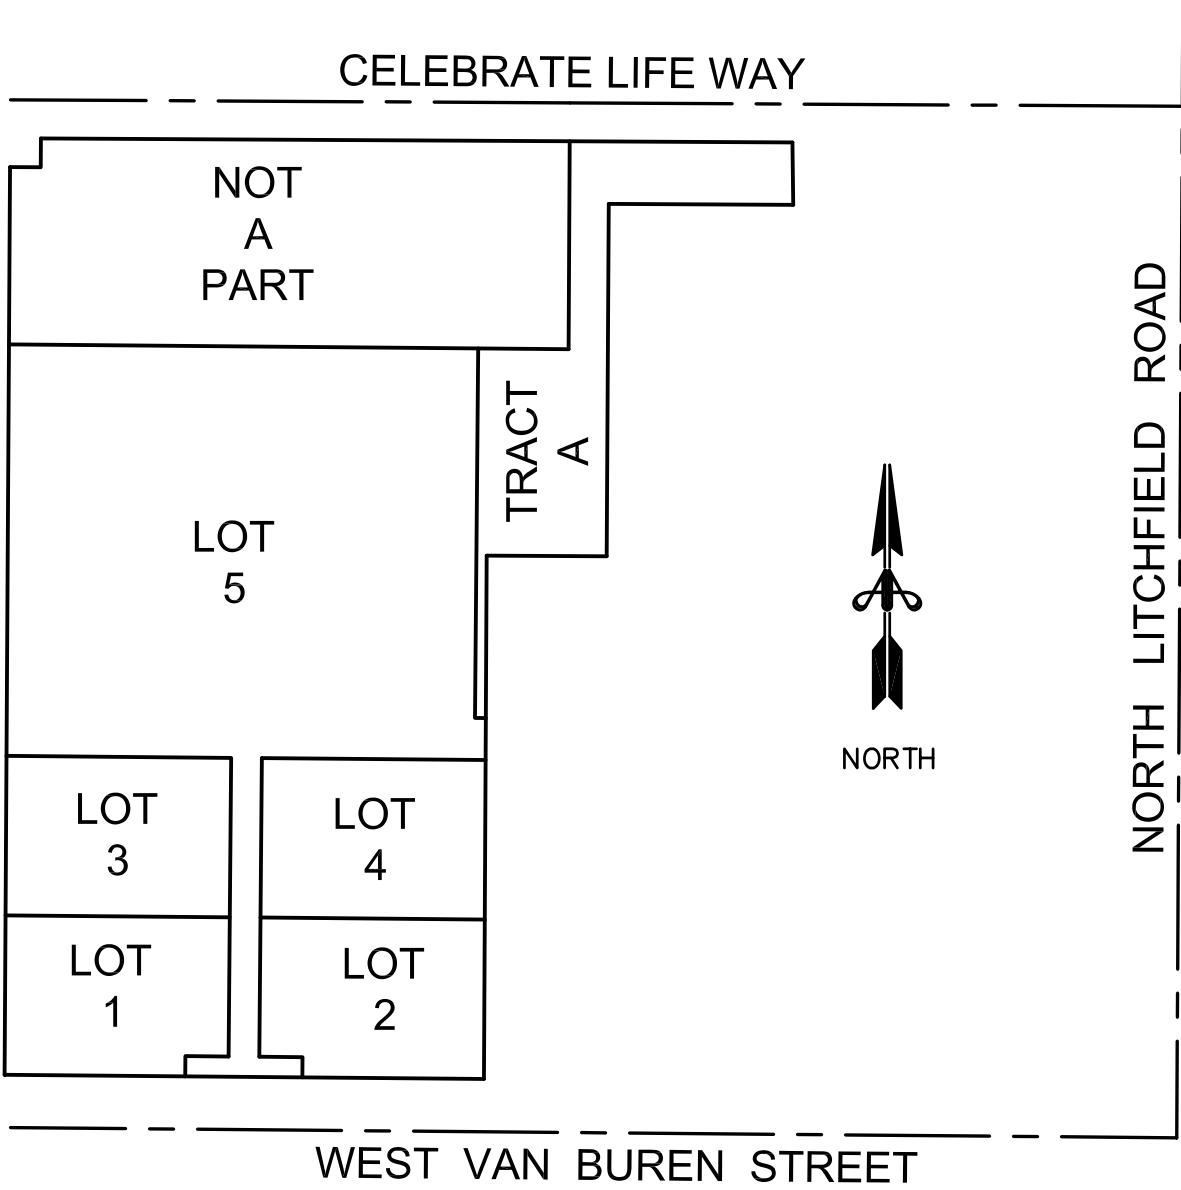 CELEBRATE LIFE WAY
NOT
A
PART
TRACT
A
LOT
5
NORTH LITCHFIELD ROAD
NORTH
LOT
3
LOT
4
LOT
1
LOT
2
WEST VAN BUREN STREET